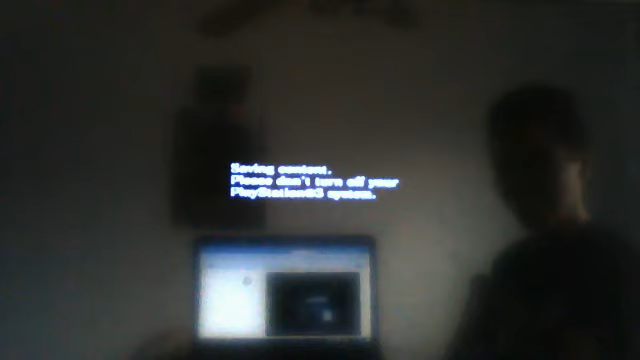 Saving content.
Please don't turn off your
PlayStation®3 system.